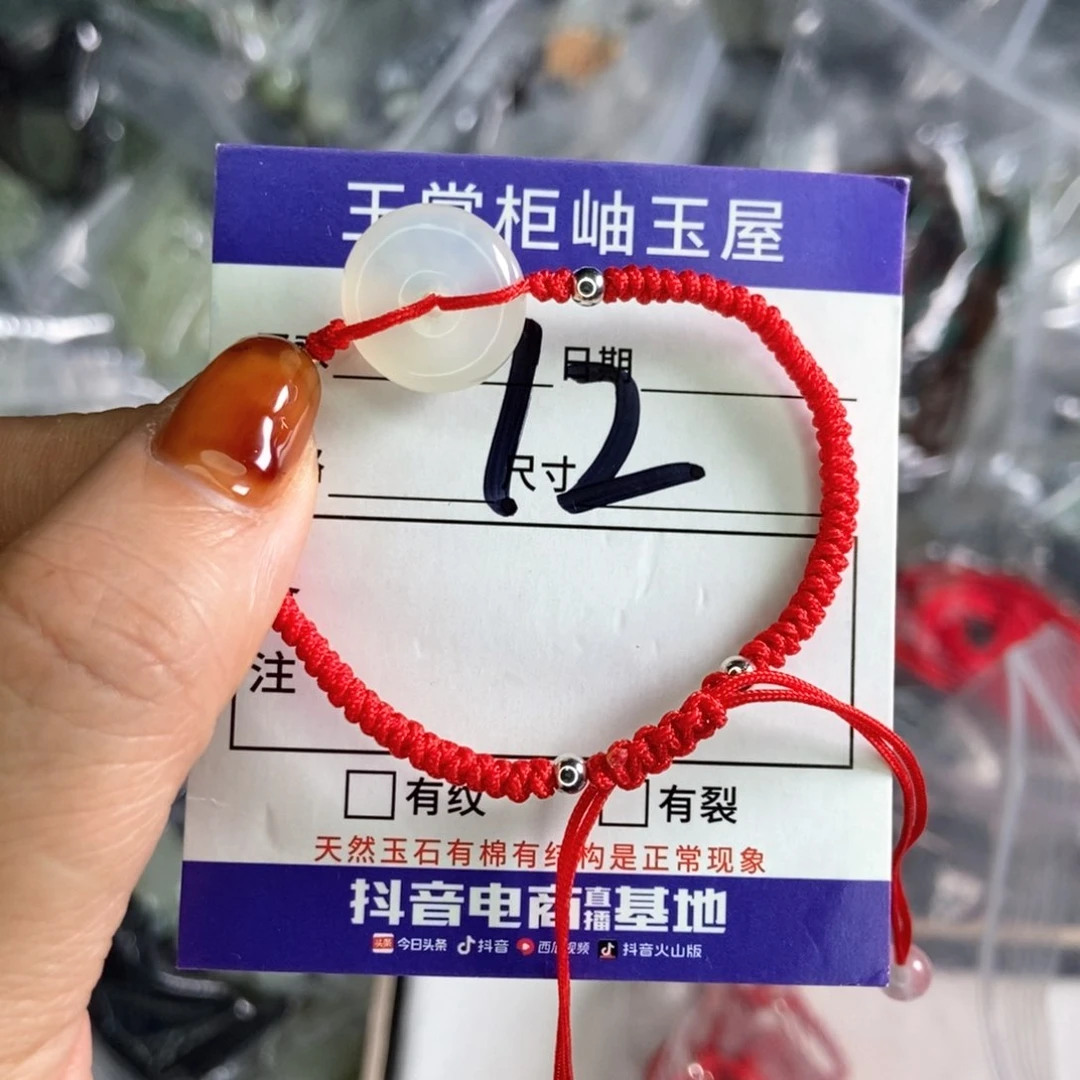 王掌柜岫玉屋
日期
12
尺寸
注
有纹 有裂
天然玉石有棉有结构是正常现象
抖音电商直播基地
今日头条 抖音 西瓜视频 抖音火山版